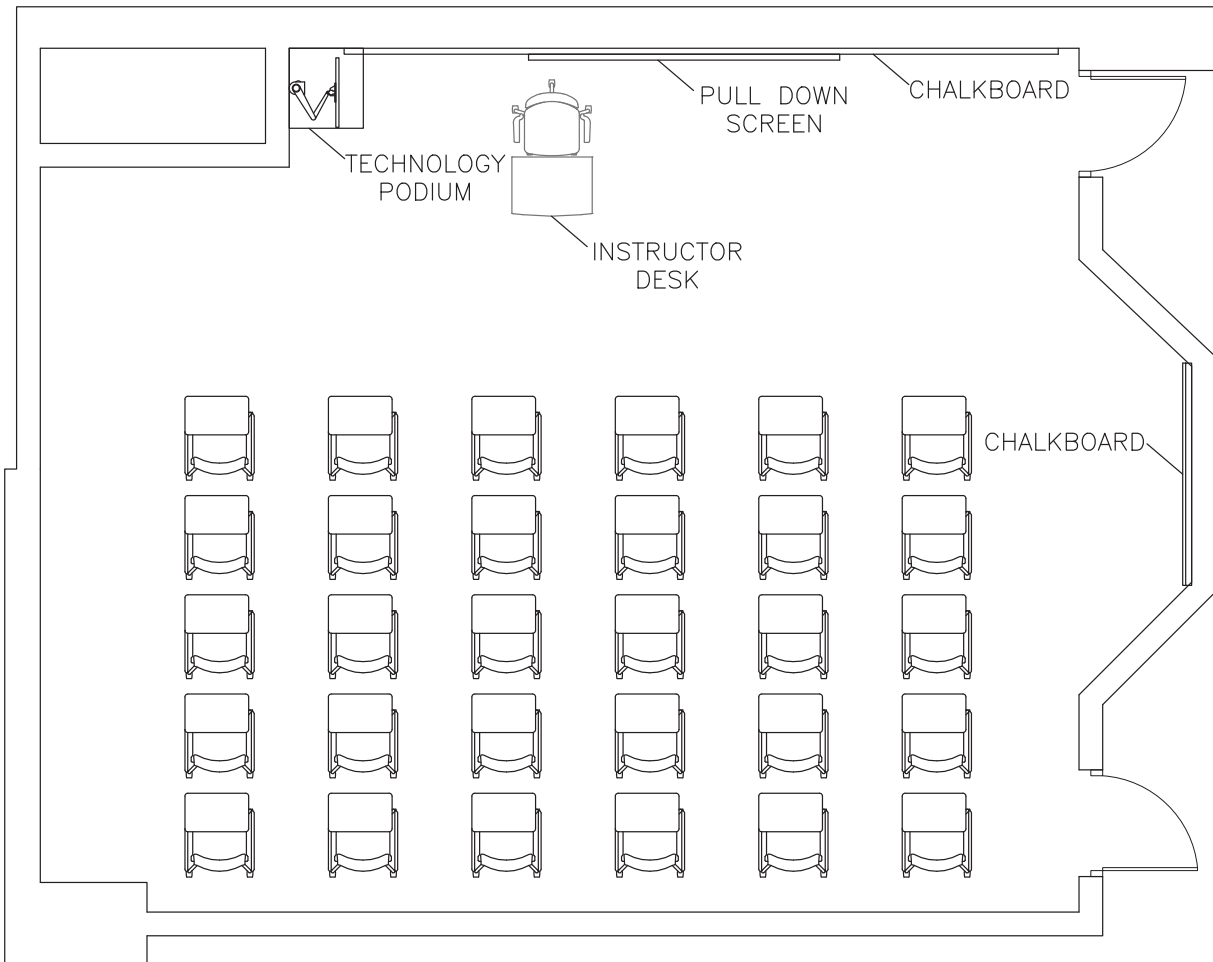 PULL DOWN
SCREEN
CHALKBOARD
TECHNOLOGY
PODIUM
INSTRUCTOR
DESK
CHALKBOARD